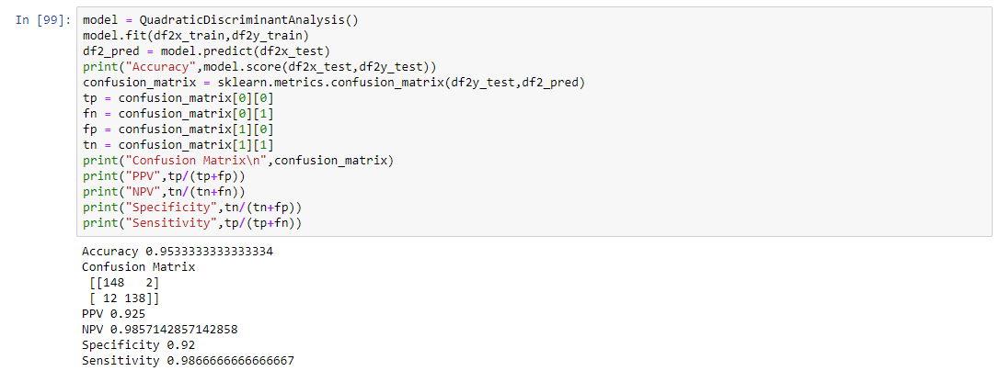 In [99]: model = QuadraticDiscriminantAnalysis()
model.fit(df2x_train,df2y_train)
df2_pred = model.predict(df2x_test)
print("Accuracy",model.score(df2x_test,df2y_test))
confusion_matrix = sklearn.metrics.confusion_matrix(df2y_test,df2_pred)
tp = confusion_matrix[0][0]
fn = confusion_matrix[0][1]
fp = confusion_matrix[1][0]
tn = confusion_matrix[1][1]
print("Confusion Matrix\n",confusion_matrix)
print("PPV",tp/(tp+fp))
print("NPV",tn/(tn+fn))
print("Specificity",tn/(tn+fp))
print("Sensitivity",tp/(tp+fn))
Accuracy 0.9533333333333334
Confusion Matrix
 [[148   2]
 [ 12 138]]
PPV 0.925
NPV 0.9857142857142858
Specificity 0.92
Sensitivity 0.9866666666666667